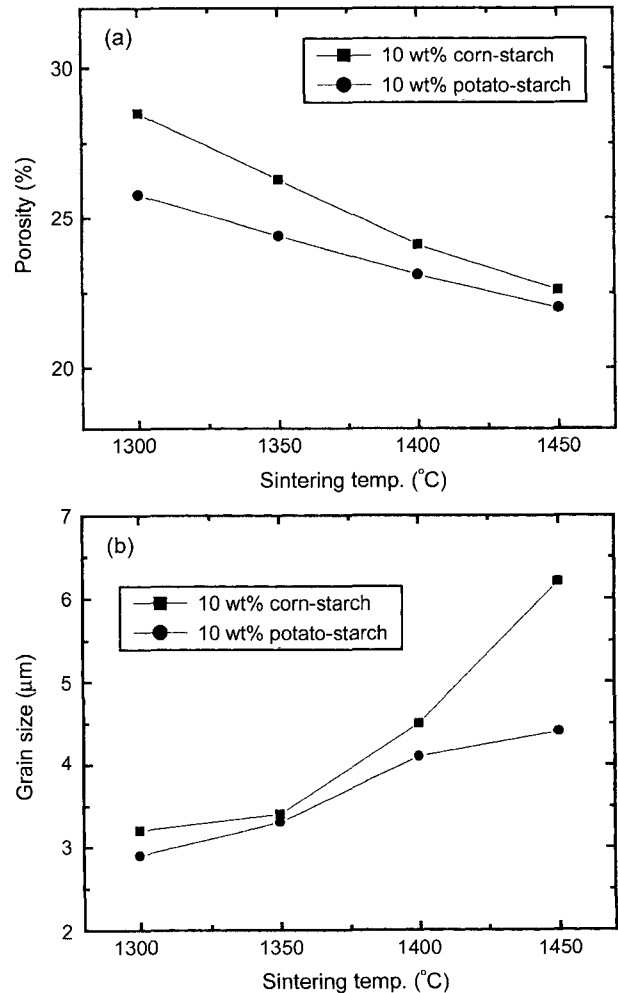 (a)
10 wt% corn-starch
10 wt% potato-starch
30
25
20
Porosity (%)
1300 1350 1400 1450
Sintering temp. (°C)
(b)
10 wt% corn-starch
10 wt% potato-starch
7
6
5
4
3
2
Grain size (μm)
1300 1350 1400 1450
Sintering temp. (°C)